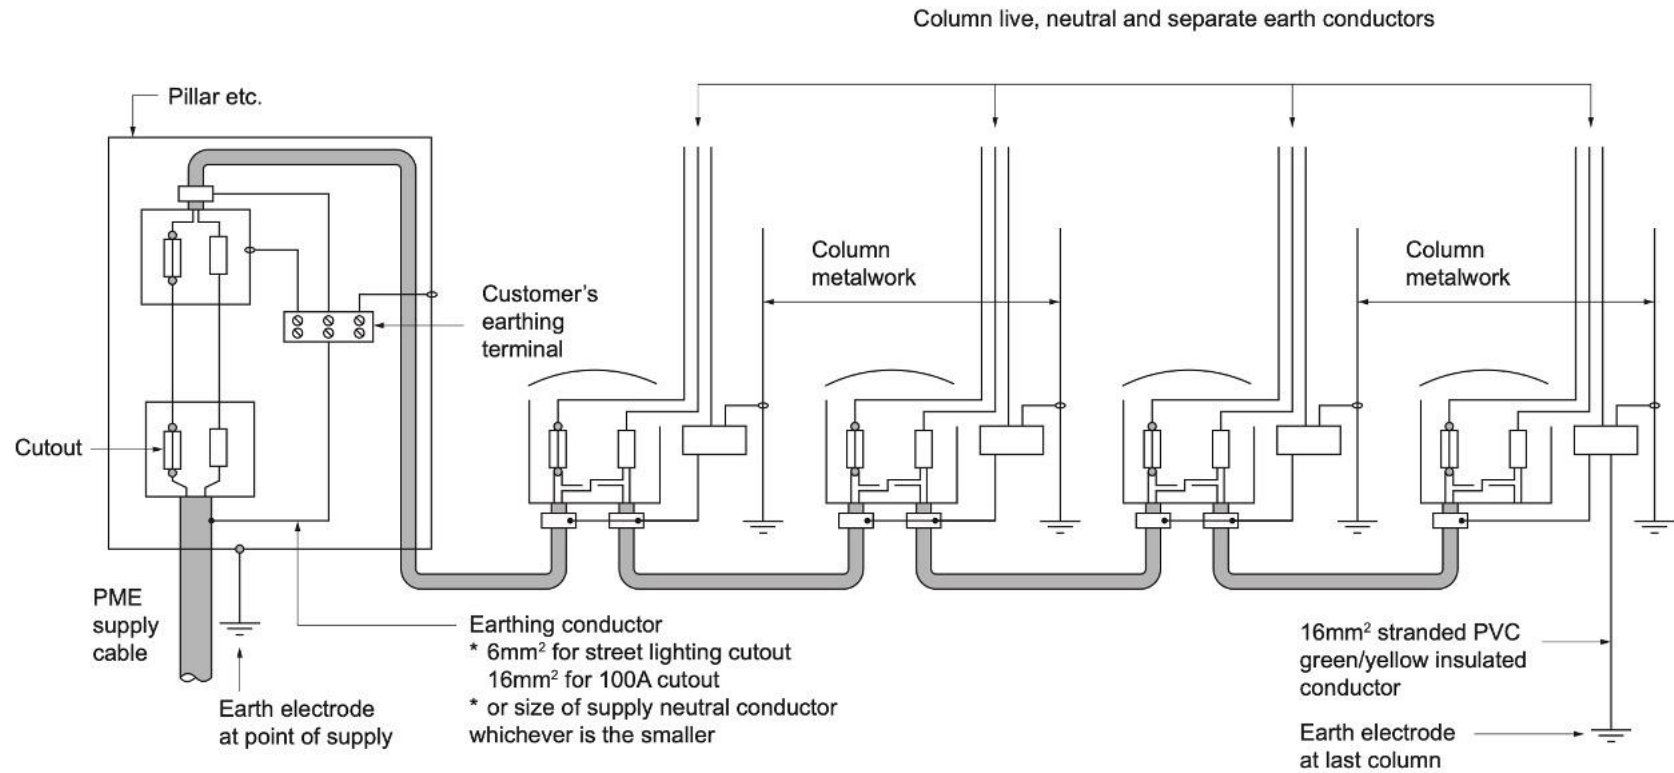 Column live, neutral and separate earth conductors
Pillar etc.
Column
metalwork
Column
metalwork
Customer’s
earthing
terminal
Cutout
PME
supply
cable
Earth electrode
at point of supply
Earthing conductor
* 6mm² for street lighting cutout
16mm² for 100A cutout
* or size of supply neutral conductor
whichever is the smaller
16mm² stranded PVC
green/yellow insulated
conductor
Earth electrode
at last column